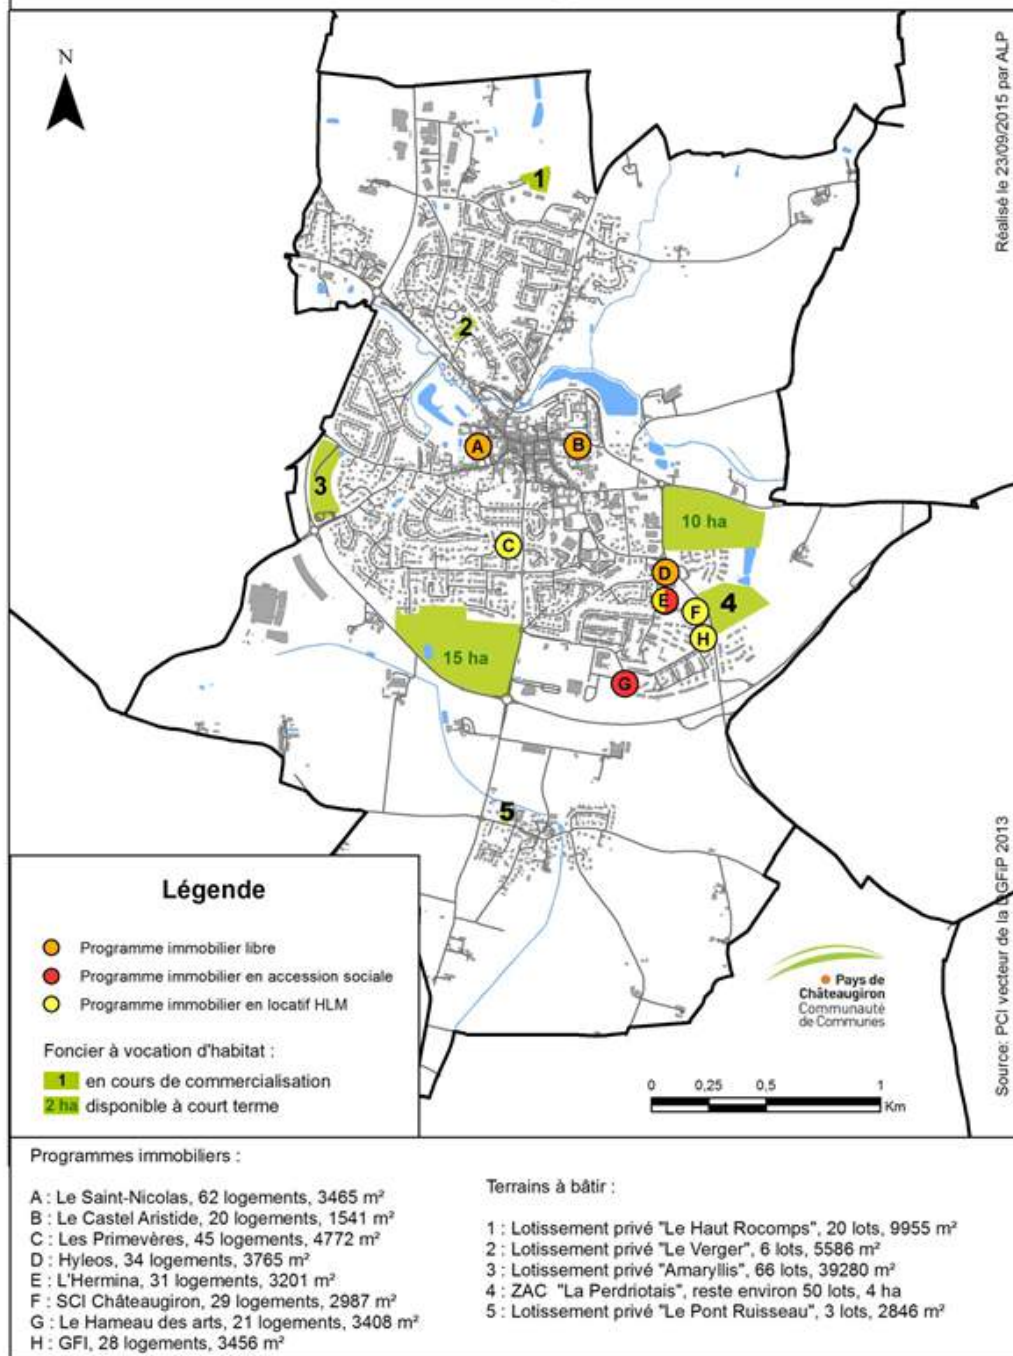 N
Réalisé le 23/09/2015 par ALP
1
2
A
B
3
10 ha
C
D
E
F
4
H
15 ha
G
5
Légende
Programme immobilier libre
Programme immobilier en accession sociale
Programme immobilier en locatif HLM
Foncier à vocation d'habitat :
1 en cours de commercialisation
2 ha disponible à court terme
Pays de
Châteaugiron
Communauté
de Communes
0 0,25 0,5 1
Km
Source: PCI vecteur de la DGFiP 2013
Programmes immobiliers :
A : Le Saint-Nicolas, 62 logements, 3465 m²
B : Le Castel Aristide, 20 logements, 1541 m²
C : Les Primevères, 45 logements, 4772 m²
D : Hyleos, 34 logements, 3765 m²
E : L'Hermina, 31 logements, 3201 m²
F : SCI Châteaugiron, 29 logements, 2987 m²
G : Le Hameau des arts, 21 logements, 3408 m²
H : GFI, 28 logements, 3456 m²
Terrains à bâtir :
1 : Lotissement privé "Le Haut Rocomps", 20 lots, 9955 m²
2 : Lotissement privé "Le Verger", 6 lots, 5586 m²
3 : Lotissement privé "Amaryllis", 66 lots, 39280 m²
4 : ZAC "La Perdriotais", reste environ 50 lots, 4 ha
5 : Lotissement privé "Le Pont Ruisseau", 3 lots, 2846 m²